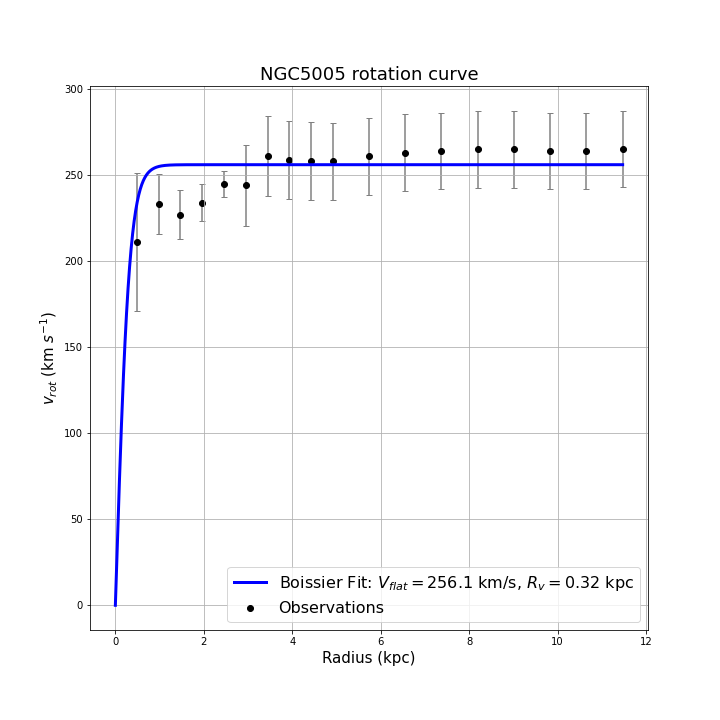 NGC5005 rotation curve
300
250
200
150
100
50
0
v_rot (km s⁻¹)
Boissier Fit: V_flat = 256.1 km/s, R_v = 0.32 kpc
Observations
0 2 4 6 8 10 12
Radius (kpc)